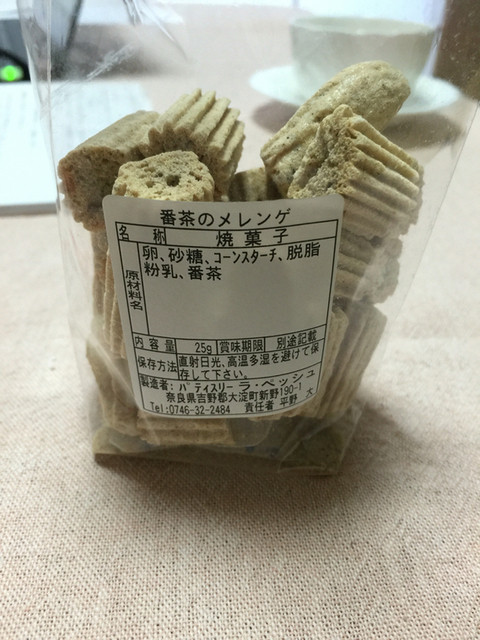 番茶のメレンゲ
名称 焼菓子
原材料名 卵、砂糖、コーンスターチ、脱脂
粉乳、番茶
内容量 25g 賞味期限 別途記載
保存方法 直射日光、高温多湿を避けて保
存して下さい。
製造者：パティスリー ラ・ペッシュ
奈良県吉野郡大淀町新野190-1
Tel:0746-32-2484 責任者 平野 大